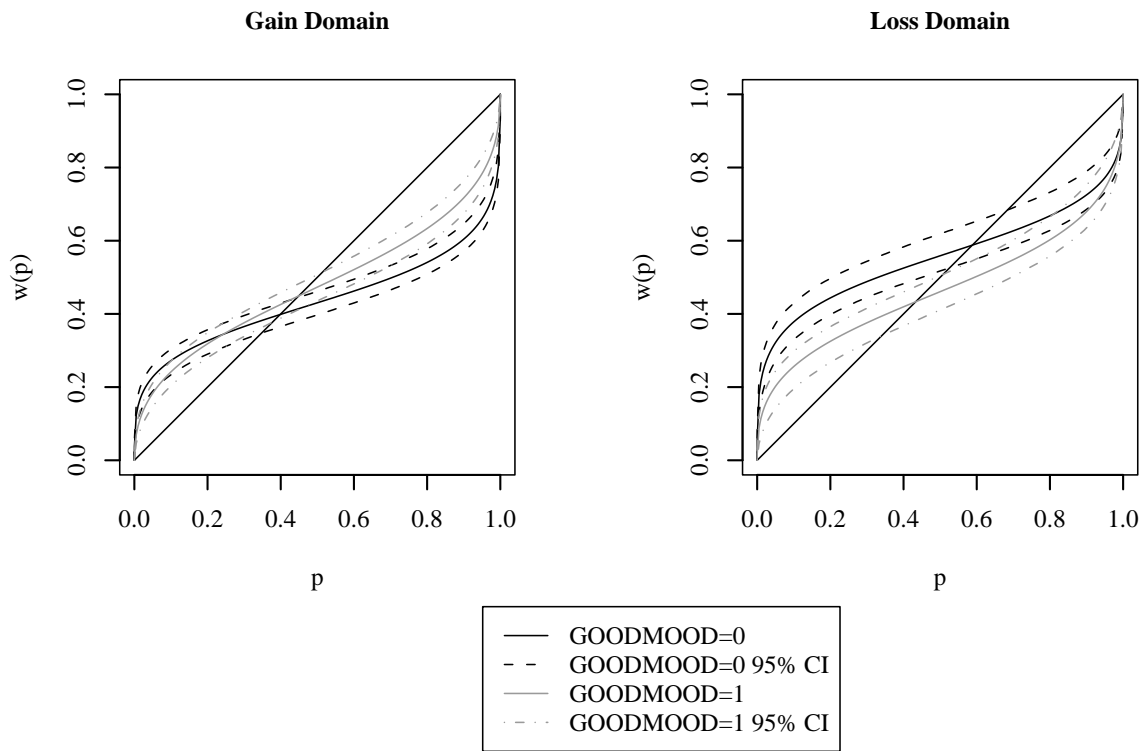 Gain Domain
Loss Domain
1.0
0.8
0.6
0.4
0.2
0.0
w(p)
0.0 0.2 0.4 0.6 0.8 1.0
p
1.0
0.8
0.6
0.4
0.2
0.0
w(p)
0.0 0.2 0.4 0.6 0.8 1.0
p
GOODMOOD=0
GOODMOOD=0 95% CI
GOODMOOD=1
GOODMOOD=1 95% CI